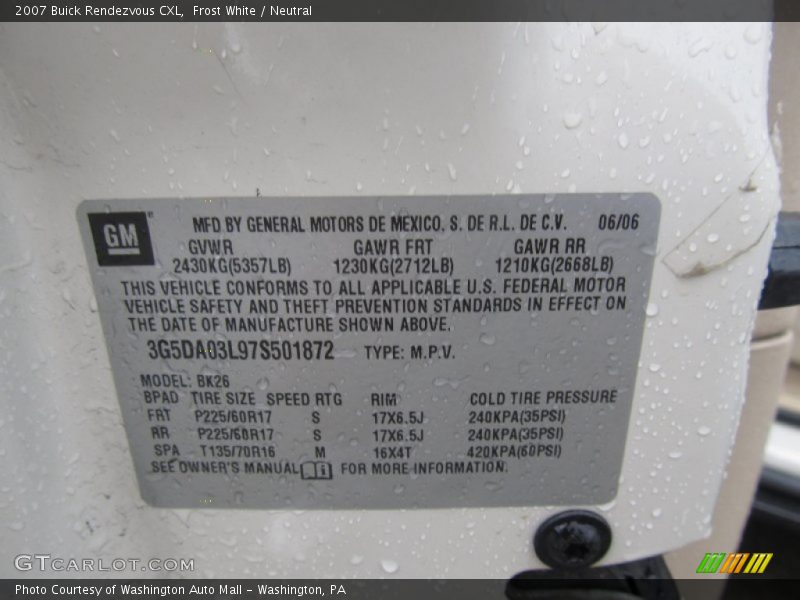 2007 Buick Rendezvous CXL, Frost White / Neutral
GM
MFD BY GENERAL MOTORS DE MEXICO, S. DE R.L. DE C.V. 06/06
GVWR GAWR FRT GAWR RR
2430KG(5357LB) 1230KG(2712LB) 1210KG(2668LB)
THIS VEHICLE CONFORMS TO ALL APPLICABLE U.S. FEDERAL MOTOR
VEHICLE SAFETY AND THEFT PREVENTION STANDARDS IN EFFECT ON
THE DATE OF MANUFACTURE SHOWN ABOVE.
3G5DA03L97S501872 TYPE: M.P.V.
MODEL: BK26
BPAD TIRE SIZE SPEED RTG RIM COLD TIRE PRESSURE
FRT P225/60R17 S 17X6.5J 240KPA(35PSI)
RR P225/60R17 S 17X6.5J 240KPA(35PSI)
SPA T135/70R16 M 16X4T 420KPA(60PSI)
SEE OWNER'S MANUAL FOR MORE INFORMATION.
GTCARLOT.COM
Photo Courtesy of Washington Auto Mall - Washington, PA